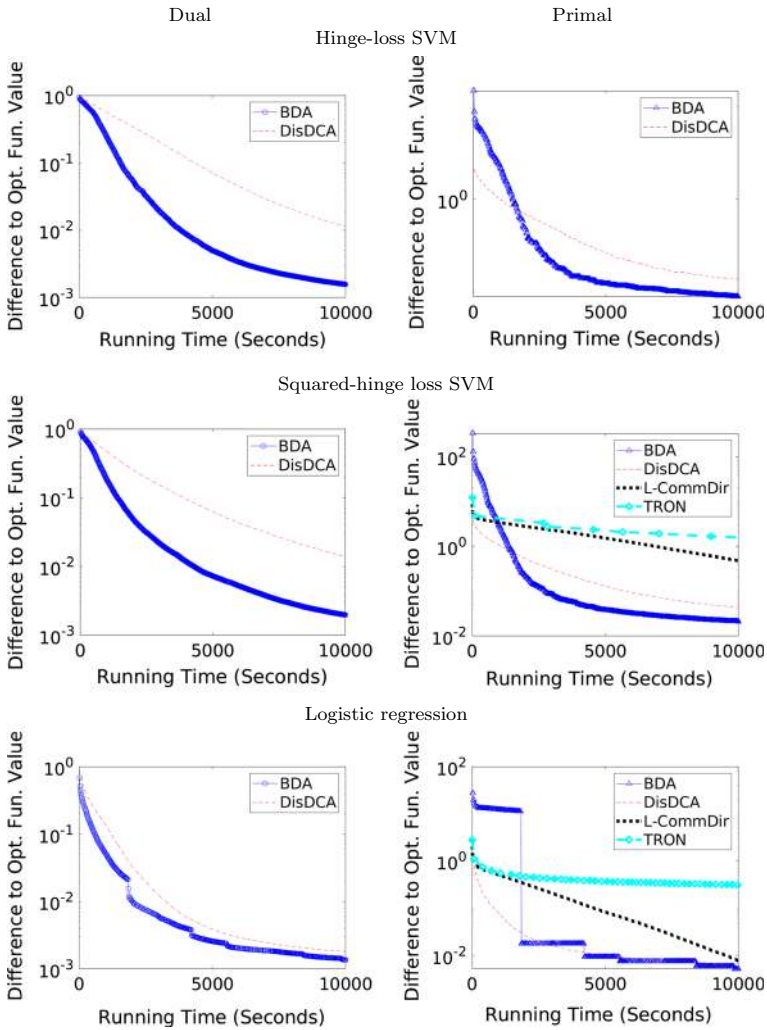 Dual
Primal
Hinge-loss SVM
Difference to Opt. Fun. Value
10^0
10^-1
10^-2
10^-3
BDA
DisDCA
0
5000
10000
Running Time (Seconds)
Difference to Opt. Fun. Value
10^0
BDA
DisDCA
0
5000
10000
Running Time (Seconds)
Squared-hinge loss SVM
Difference to Opt. Fun. Value
10^0
10^-1
10^-2
10^-3
BDA
DisDCA
0
5000
10000
Running Time (Seconds)
Difference to Opt. Fun. Value
10^2
10^0
10^-2
BDA
DisDCA
L-CommDir
TRON
0
5000
10000
Running Time (Seconds)
Logistic regression
Difference to Opt. Fun. Value
10^0
10^-1
10^-2
10^-3
BDA
DisDCA
0
5000
10000
Running Time (Seconds)
Difference to Opt. Fun. Value
10^2
10^0
10^-2
BDA
DisDCA
L-CommDir
TRON
0
5000
10000
Running Time (Seconds)